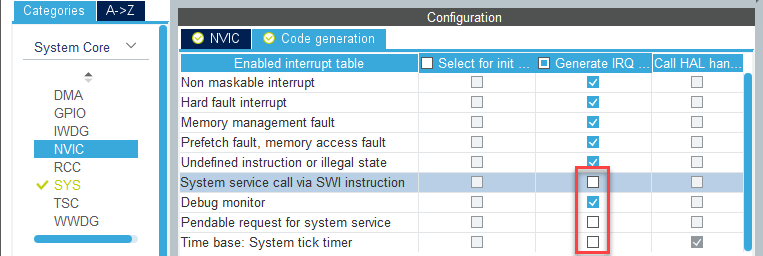 Categories
A->Z
System Core
DMA
GPIO
IWDG
NVIC
RCC
SYS
TSC
WWDG
Configuration
NVIC
Code generation
Enabled interrupt table
Select for init ...
Generate IRQ ...
Call HAL han...
Non maskable interrupt
Hard fault interrupt
Memory management fault
Prefetch fault, memory access fault
Undefined instruction or illegal state
System service call via SWI instruction
Debug monitor
Pendable request for system service
Time base: System tick timer